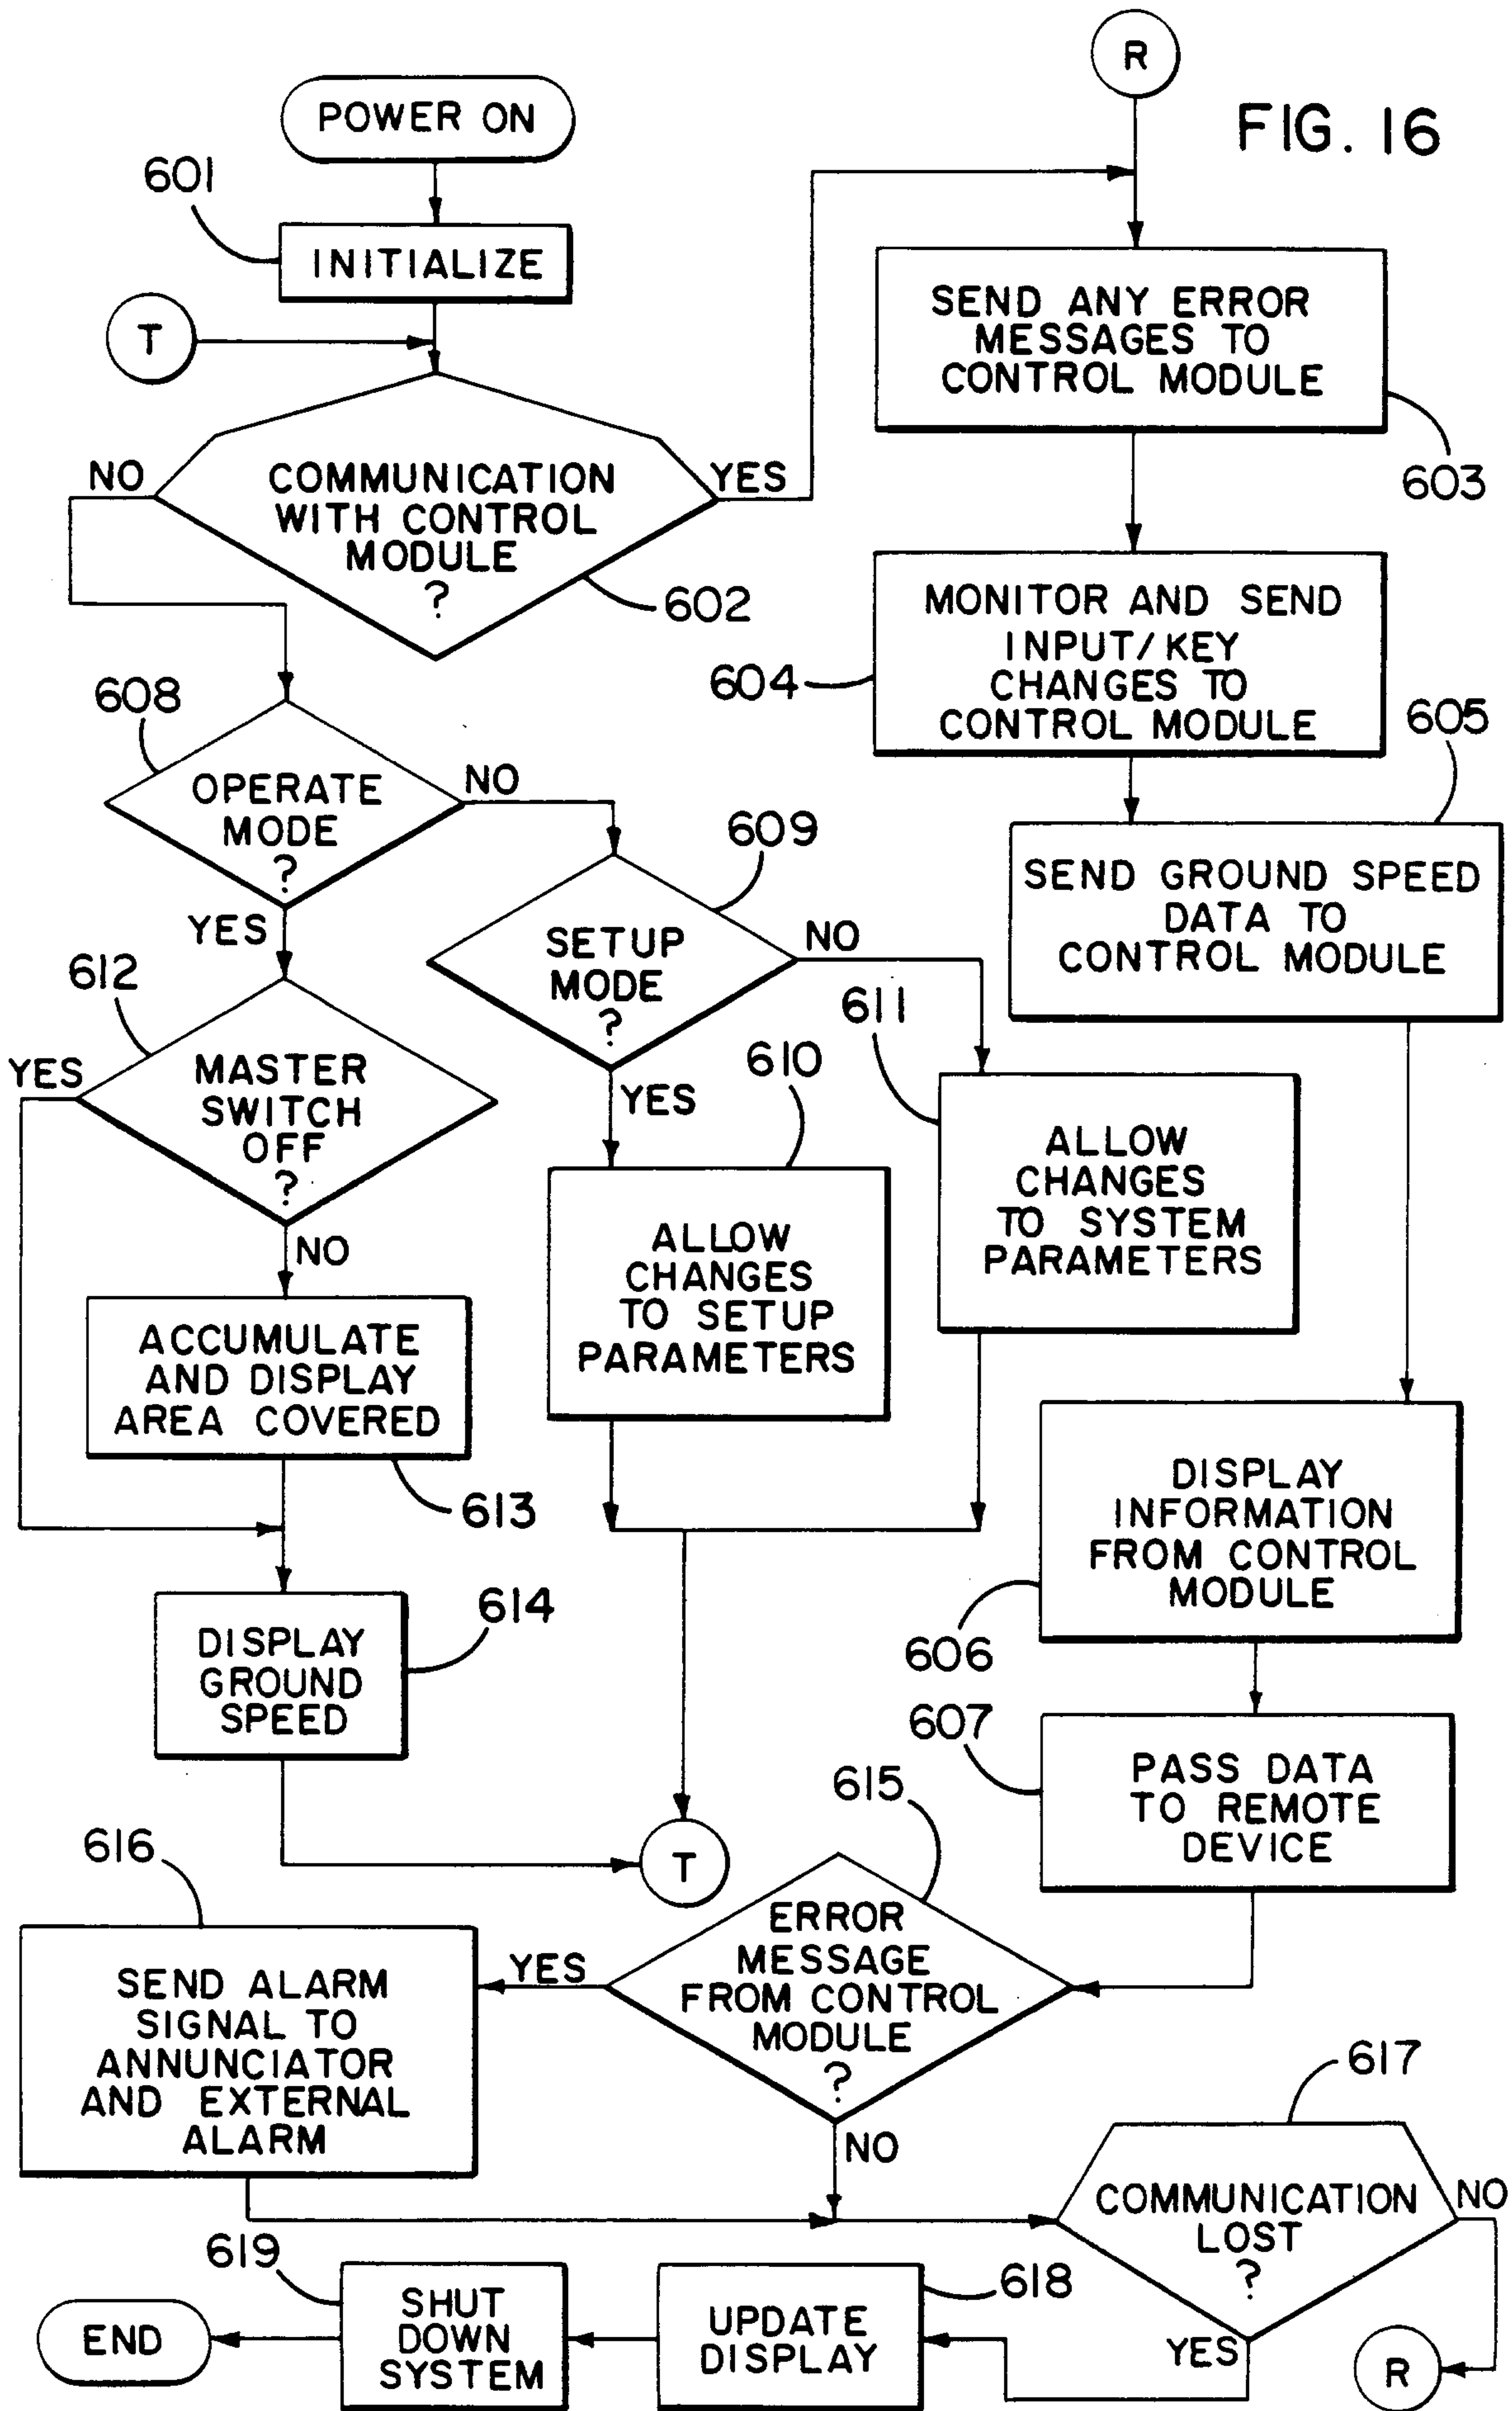 R
FIG. 16
POWER ON
601
INITIALIZE
T
SEND ANY ERROR
MESSAGES TO
CONTROL MODULE
603
NO
COMMUNICATION
WITH CONTROL
MODULE
?
YES
602
MONITOR AND SEND
INPUT/KEY
CHANGES TO
CONTROL MODULE
604
608
OPERATE
MODE
?
NO
YES
605
SEND GROUND SPEED
DATA TO
CONTROL MODULE
609
SETUP
MODE
?
NO
YES
612
YES
MASTER
SWITCH
OFF
?
NO
610
ALLOW
CHANGES
TO SETUP
PARAMETERS
611
ALLOW
CHANGES
TO SYSTEM
PARAMETERS
ACCUMULATE
AND DISPLAY
AREA COVERED
613
DISPLAY
INFORMATION
FROM CONTROL
MODULE
606
DISPLAY
GROUND
SPEED
614
607
PASS DATA
TO REMOTE
DEVICE
T
615
ERROR
MESSAGE
FROM CONTROL
MODULE
?
YES
NO
616
SEND ALARM
SIGNAL TO
ANNUNCIATOR
AND EXTERNAL
ALARM
617
COMMUNICATION
LOST
?
NO
YES
R
618
UPDATE
DISPLAY
619
SHUT
DOWN
SYSTEM
END